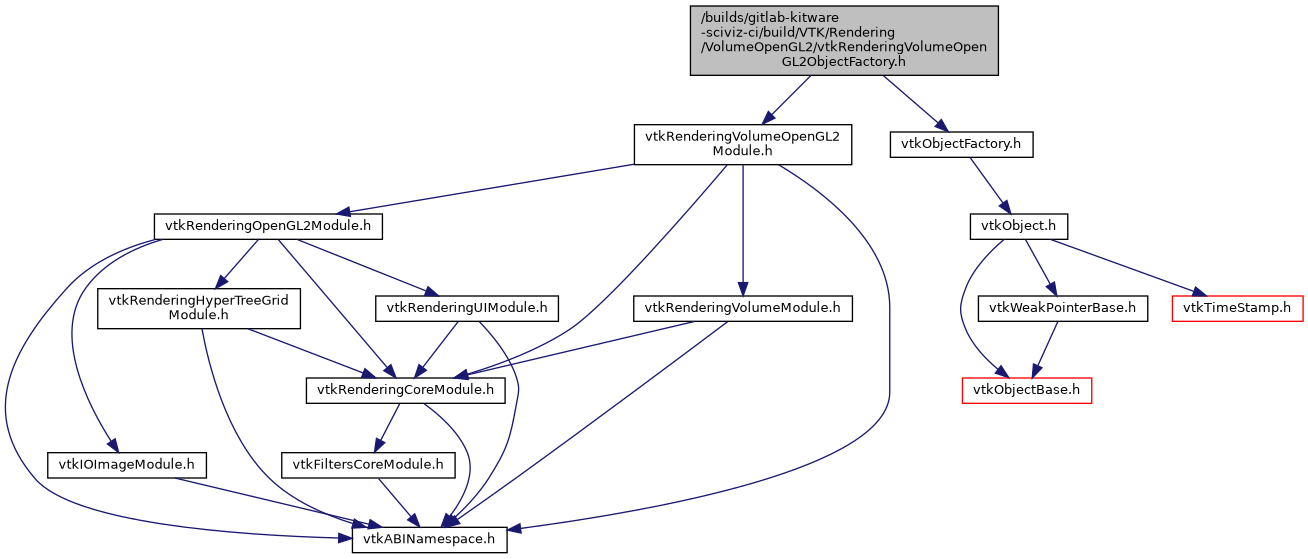 /builds/gitlab-kitware
-sciviz-ci/build/VTK/Rendering
/VolumeOpenGL2/vtkRenderingVolumeOpen
GL2ObjectFactory.h
vtkRenderingVolumeOpenGL2
Module.h
vtkObjectFactory.h
vtkRenderingOpenGL2Module.h
vtkObject.h
vtkRenderingHyperTreeGrid
Module.h
vtkRenderingUIModule.h
vtkRenderingVolumeModule.h
vtkWeakPointerBase.h
vtkTimeStamp.h
vtkRenderingCoreModule.h
vtkObjectBase.h
vtkIOImageModule.h
vtkFiltersCoreModule.h
vtkABINamespace.h